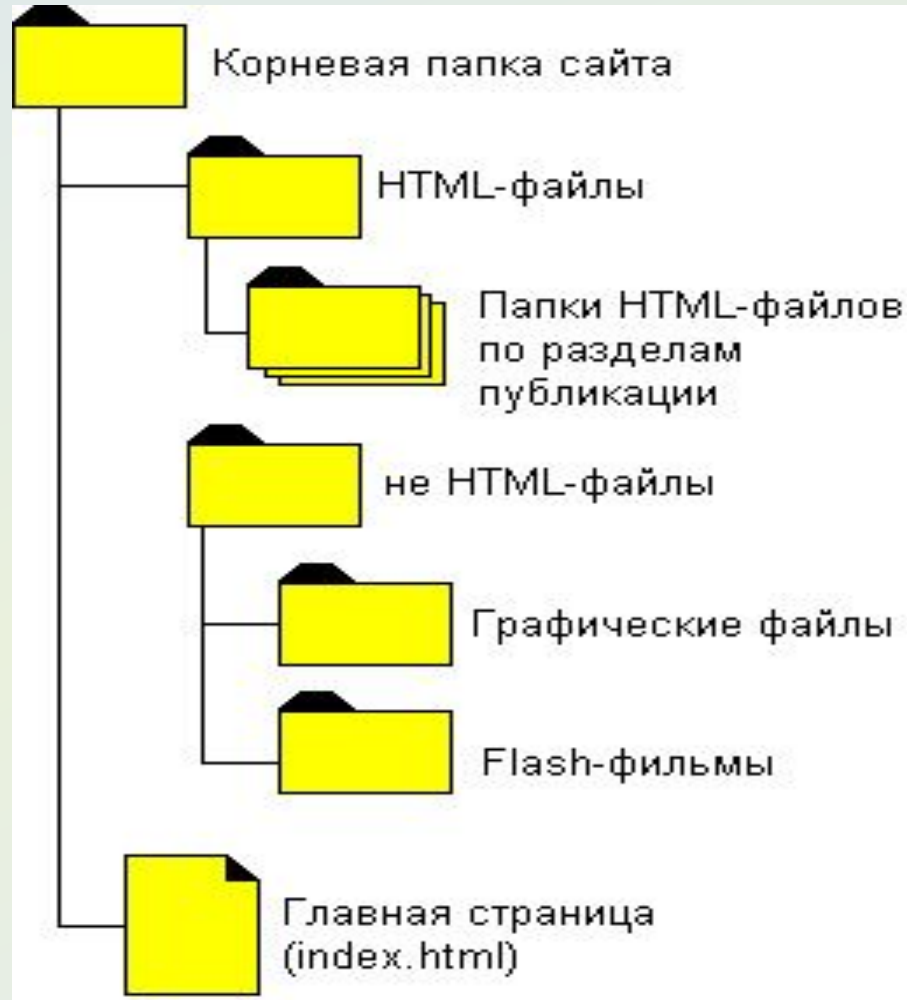 Корневая папка сайта
HTML-файлы
Папки HTML-файлов
по разделам
публикации
не HTML-файлы
Графические файлы
Flash-фильмы
Главная страница
(index.html)